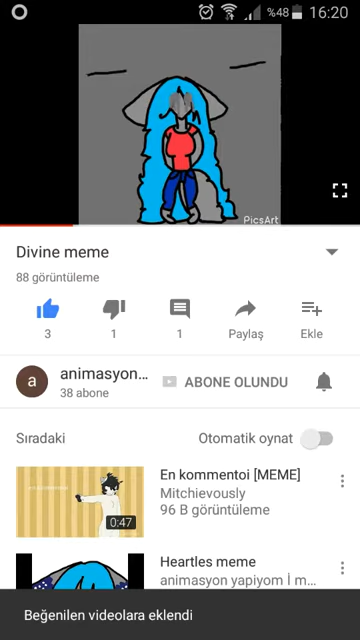 %48 16:20
PicsArt
Divine meme
88 görüntüleme
3 1 1 Paylaş Ekle
a animasyon... ABONE OLUNDU
38 abone
Sıradaki Otomatik oynat
En kommentoi [MEME]
Mitchievously
96 B görüntüleme
0:47
Heartles meme
animasyon yapiyom İ m...
Beğenilen videolara eklendi